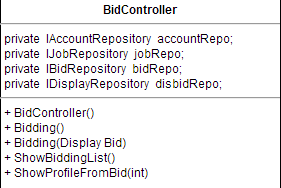 BidController
private IAccountRepository accountRepo;
private IJobRepository jobRepo;
private IBidRepository bidRepo;
private IDisplayRepository disbidRepo;
+ BidController()
+ Bidding()
+ Bidding(Display Bid)
+ ShowBiddingList()
+ ShowProfileFromBid(int)